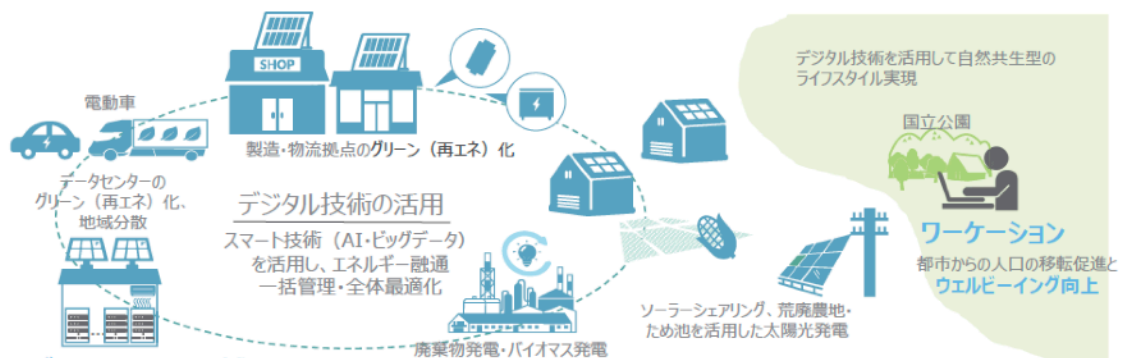 SHOP
電動車
製造・物流拠点のグリーン（再エネ）化
データセンターの
グリーン（再エネ）化、
地域分散
デジタル技術の活用
スマート技術（AI・ビッグデータ）
を活用し、エネルギー融通
一括管理・全体最適化
廃棄物発電・バイオマス発電
ソーラーシェアリング、荒廃農地・
ため池を活用した太陽光発電
デジタル技術を活用して自然共生型の
ライフスタイル実現
国立公園
ワーケーション
都市からの人口の移転促進と
ウェルビーイング向上